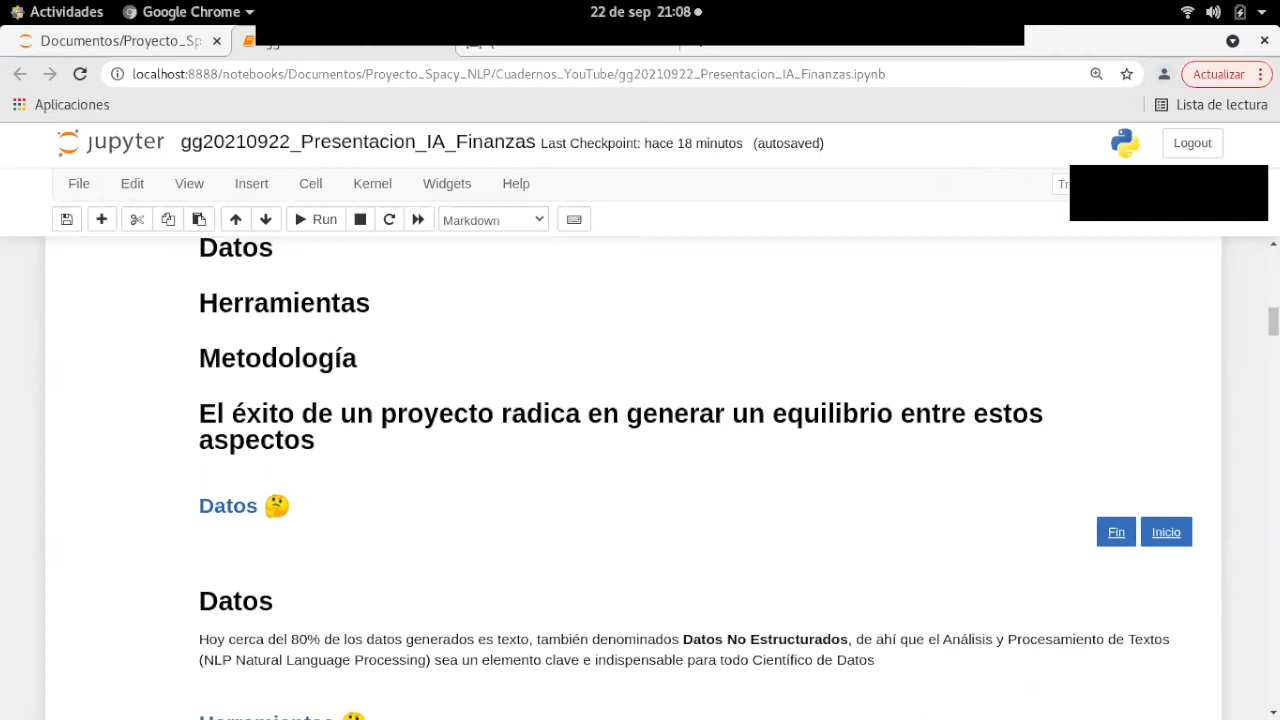 Actividades Google Chrome 22 de sep 21:08
Documentos/Proyecto_Sp
localhost:8888/notebooks/Documentos/Proyecto_Spacy_NLP/Cuadernos_YouTube/gg20210922_Presentacion_IA_Finanzas.ipynb Actualizar
Aplicaciones Lista de lectura
jupyter gg20210922_Presentacion_IA_Finanzas Last Checkpoint: hace 18 minutos (autosaved) Logout
File Edit View Insert Cell Kernel Widgets Help Tr
Run Markdown
Datos
Herramientas
Metodología
El éxito de un proyecto radica en generar un equilibrio entre estos
aspectos
Datos 🤔
Fin Inicio
Datos
Hoy cerca del 80% de los datos generados es texto, también denominados Datos No Estructurados, de ahí que el Análisis y Procesamiento de Textos
(NLP Natural Language Processing) sea un elemento clave e indispensable para todo Científico de Datos
Herramientas 🤔